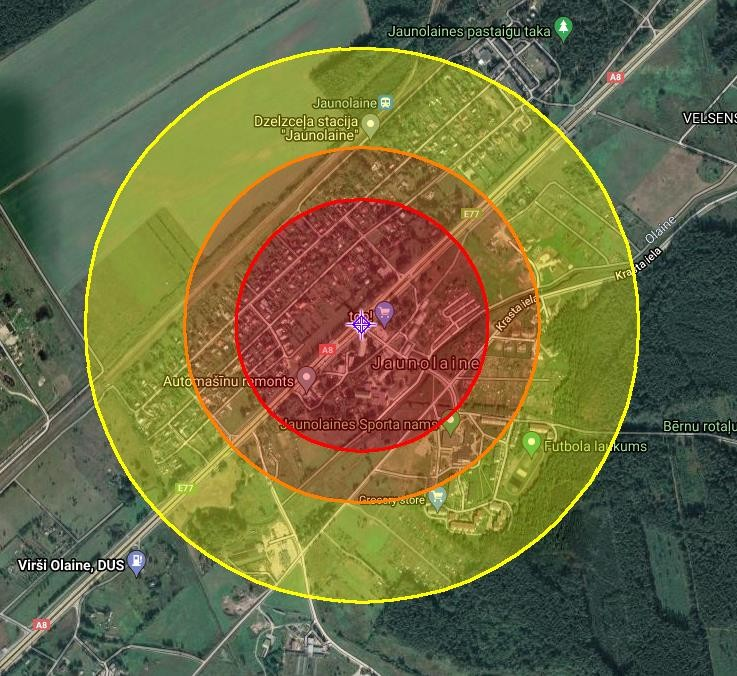 Jaunolaines pastaigu taka
A8
Jaunolaine
VELSENS
Dzelzceļa stacija
"Jaunolaine"
E77
Olaine
Krasta iela
Krasta iela
A8
Jaunolaine
Automašīnu remonts
Jaunolaines Sporta nams
Bērnu rotaļu
Futbola laukums
E77
Grocery store
Virši Olaine, DUS
A8